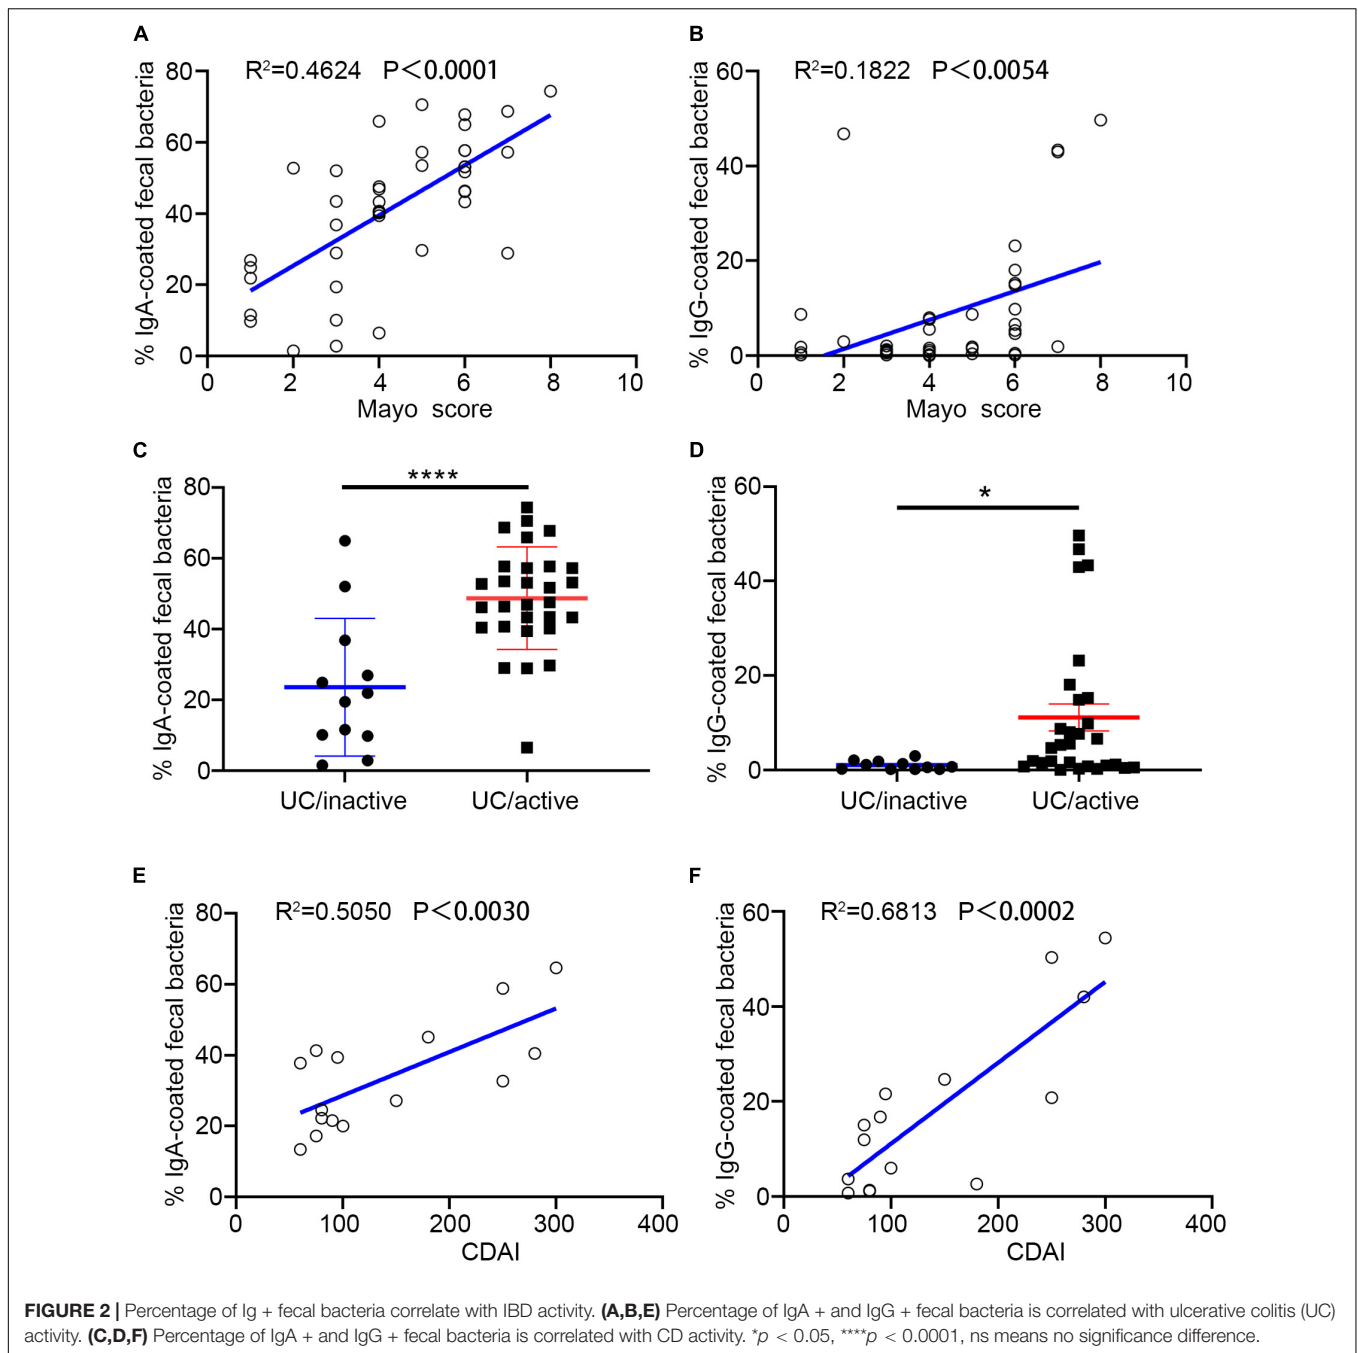 A
R²=0.4624 P<0.0001
% IgA-coated fecal bacteria
80
60
40
20
0
0 2 4 6 8 10
Mayo score
B
R²=0.1822 P<0.0054
% IgG-coated fecal bacteria
60
40
20
0
0 2 4 6 8 10
Mayo score
C
****
% IgA-coated fecal bacteria
80
60
40
20
0
UC/inactive UC/active
D
*
% IgG-coated fecal bacteria
60
40
20
0
UC/inactive UC/active
E
R²=0.5050 P<0.0030
% IgA-coated fecal bacteria
80
60
40
20
0
0 100 200 300 400
CDAI
F
R²=0.6813 P<0.0002
% IgG-coated fecal bacteria
60
40
20
0
0 100 200 300 400
CDAI
FIGURE 2 | Percentage of Ig + fecal bacteria correlate with IBD activity. (A,B,E) Percentage of IgA + and IgG + fecal bacteria is correlated with ulcerative colitis (UC)
activity. (C,D,F) Percentage of IgA + and IgG + fecal bacteria is correlated with CD activity. *p < 0.05, ****p < 0.0001, ns means no significance difference.